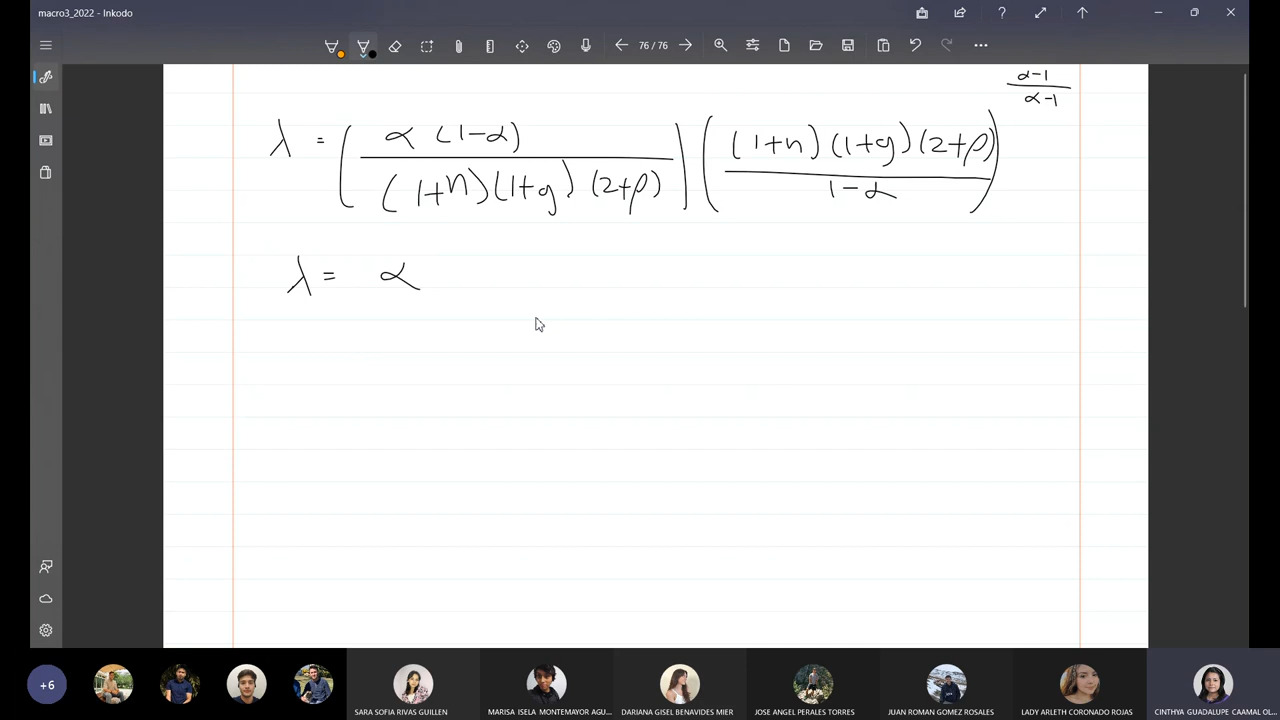 macro3_2022 - Inkodo
76 / 76
α-1
α-1
λ = ( α (1-α) / (1+n)(1+g)(2+ρ) ) ( (1+n)(1+g)(2+ρ) / 1-α )
λ = α
+6
SARA SOFIA RIVAS GUILLEN
MARISA ISELA MONTEMAYOR AGU...
DARIANA GISEL BENAVIDES MIER
JOSE ANGEL PERALES TORRES
JUAN ROMAN GOMEZ ROSALES
LADY ARLETH CORONADO ROJAS
CINTHYA GUADALUPE CAAMAL OL...